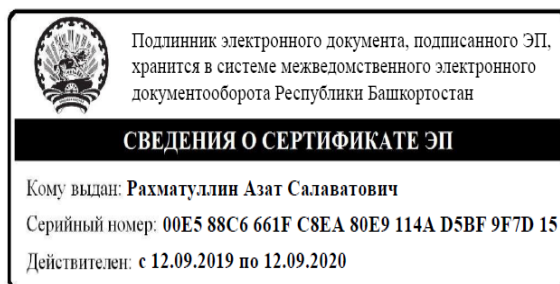 Подлинник электронного документа, подписанного ЭП,
хранится в системе межведомственного электронного
документооборота Республики Башкортостан
СВЕДЕНИЯ О СЕРТИФИКАТЕ ЭП
Кому выдан: Рахматуллин Азат Салаватович
Серийный номер: 00E5 88C6 661F C8EA 80E9 114A D5BF 9F7D 15
Действителен: с 12.09.2019 по 12.09.2020